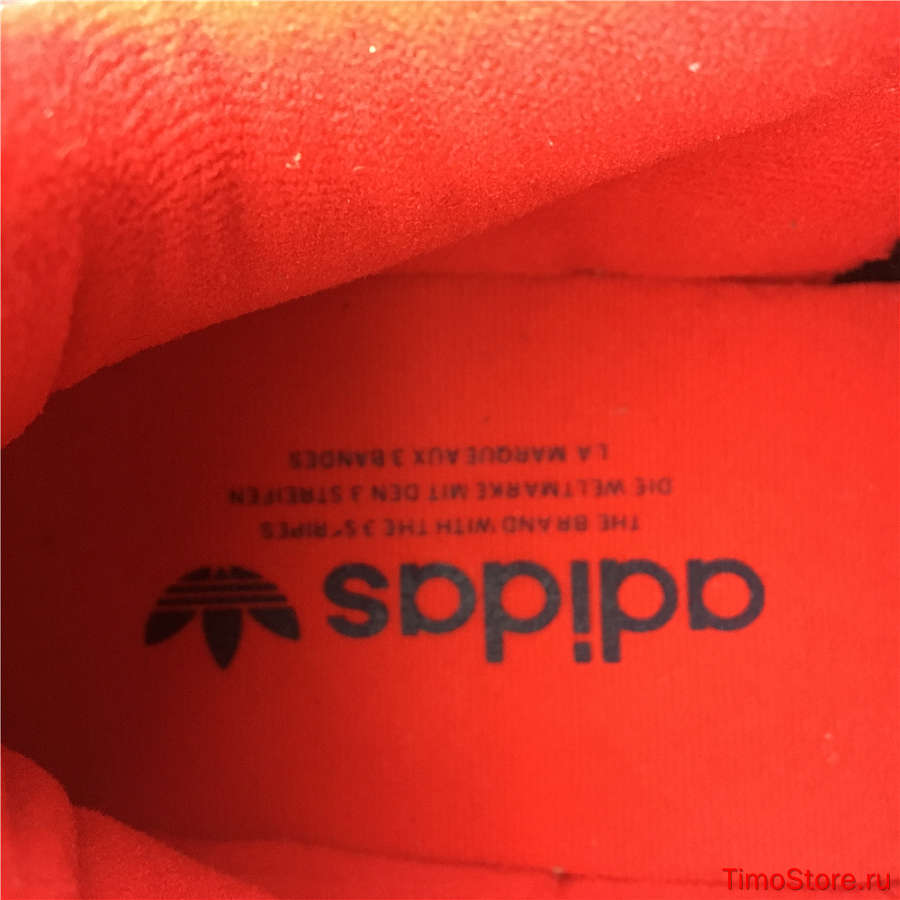 adidas
THE BRAND WITH THE 3 S RIPES
DIE WELTMARKE MIT DEN 3 STREIFEN
LA MARQUE AUX 3 BANDES
TimoStore.ru